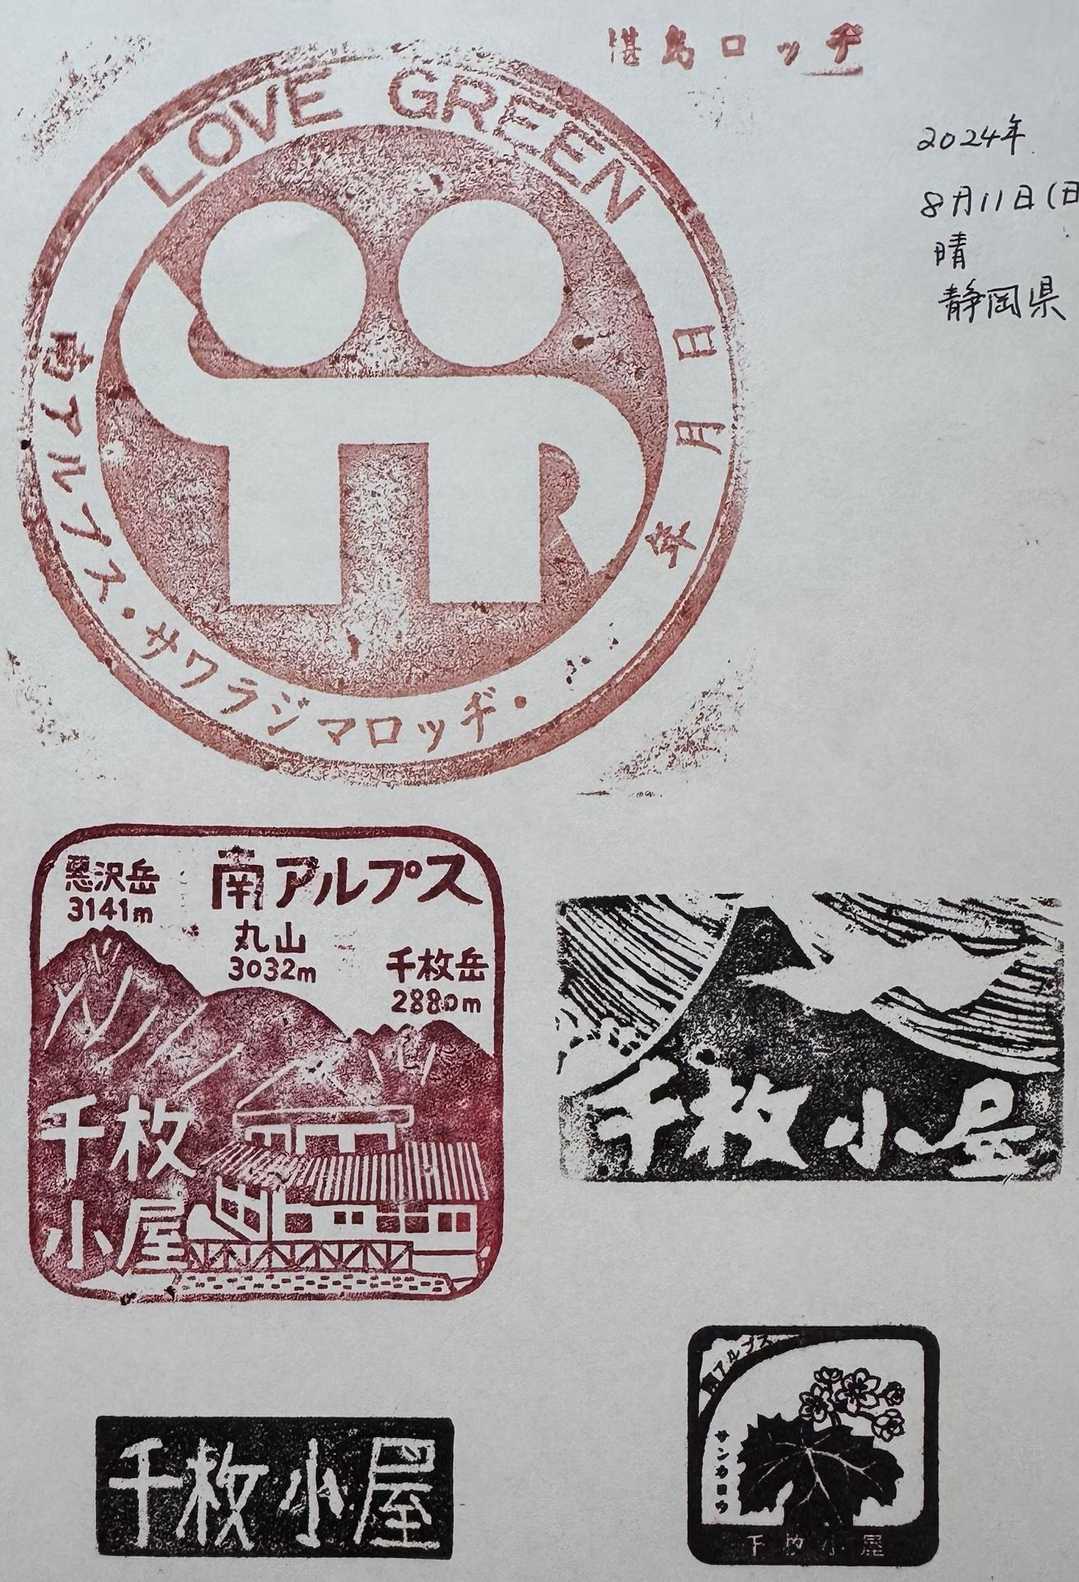 椹島ロッヂ
2024年
8月11日(日
晴
静岡県
LOVE GREEN
日
月
年
南アルプス・サワラジマロッヂ・
悪沢岳
3141m
南アルプス
丸山
3032m
千枚岳
2880m
千枚
小屋
千枚小屋
千枚小屋
南アルプス
サンカヨウ
千枚小屋